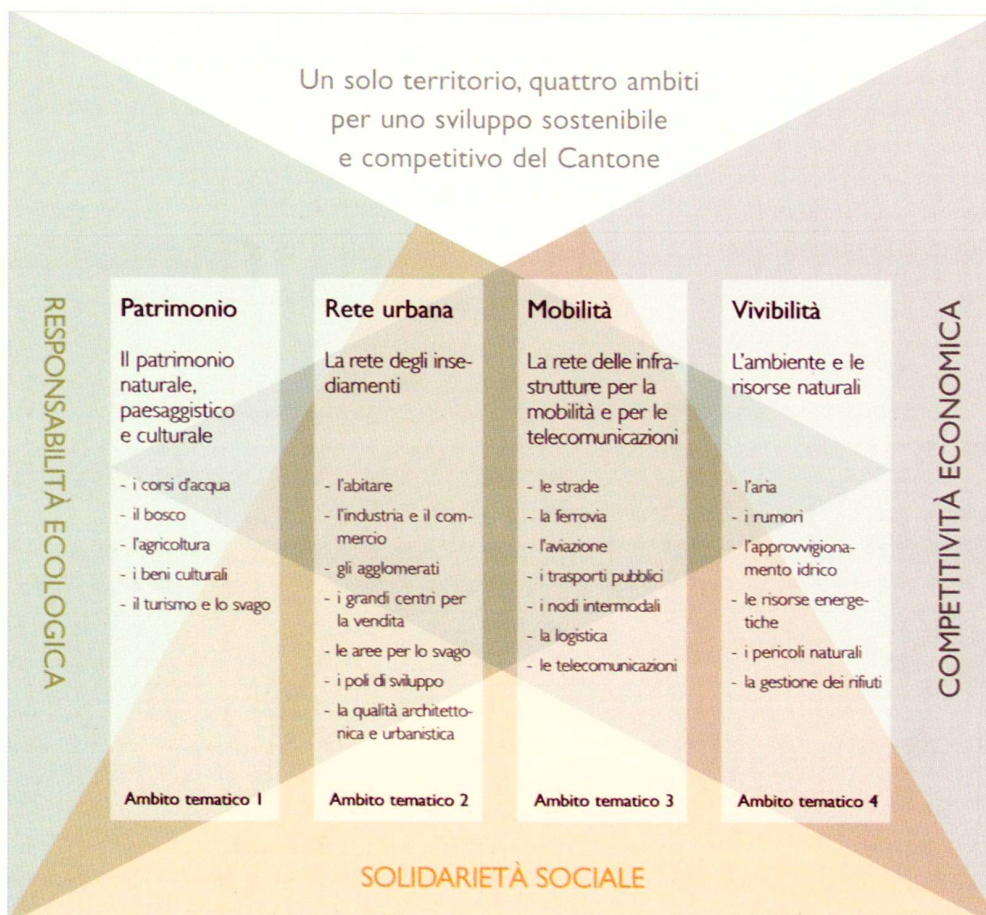 Un solo territorio, quattro ambiti
per uno sviluppo sostenibile
e competitivo del Cantone
RESPONSABILITÀ ECOLOGICA
Patrimonio
Il patrimonio
naturale,
paesaggistico
e culturale
- i corsi d'acqua
- il bosco
- l'agricoltura
- i beni culturali
- il turismo e lo svago
Ambito tematico 1
Rete urbana
La rete degli inse-
diamenti
- l'abitare
- l'industria e il com-
mercio
- gli agglomerati
- i grandi centri per
la vendita
- le aree per lo svago
- i poli di sviluppo
- la qualità architetto-
nica e urbanistica
Ambito tematico 2
Mobilità
La rete delle infra-
strutture per la
mobilità e per le
telecomunicazioni
- le strade
- la ferrovia
- l'aviazione
- i trasporti pubblici
- i nodi intermodali
- la logistica
- le telecomunicazioni
Ambito tematico 3
Vivibilità
L'ambiente e le
risorse naturali
- l'aria
- i rumori
- l'approvvigiona-
mento idrico
- le risorse energe-
tiche
- i pericoli naturali
- la gestione dei rifiuti
Ambito tematico 4
COMPETITIVITÀ ECONOMICA
SOLIDARIETÀ SOCIALE